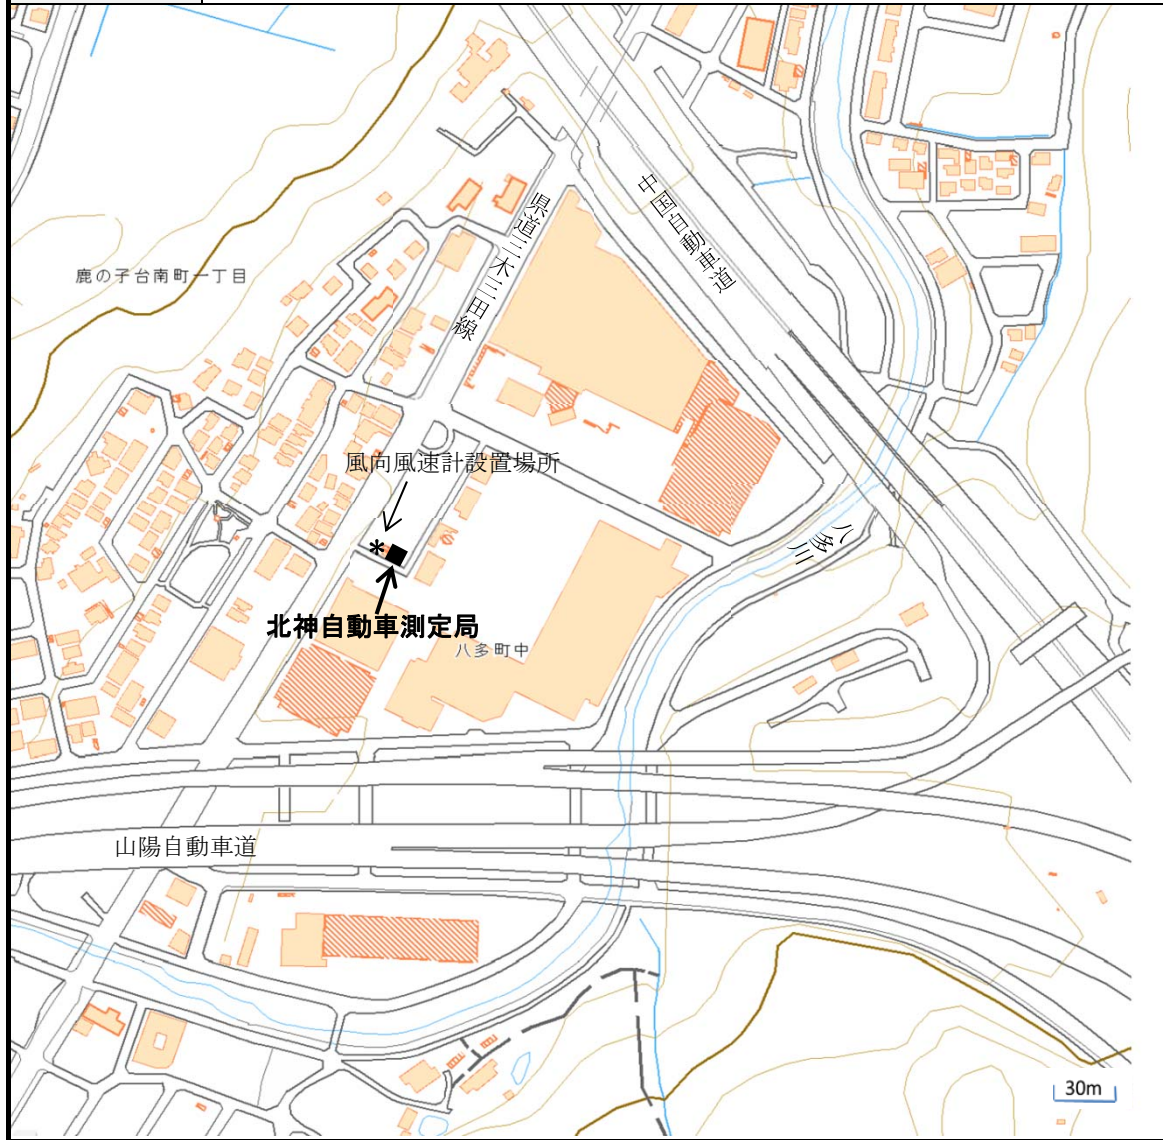 中国自動車道
県道三木三田線
鹿の子台南町一丁目
風向風速計設置場所
*
八多川
北神自動車測定局
八多町中
山陽自動車道
30m